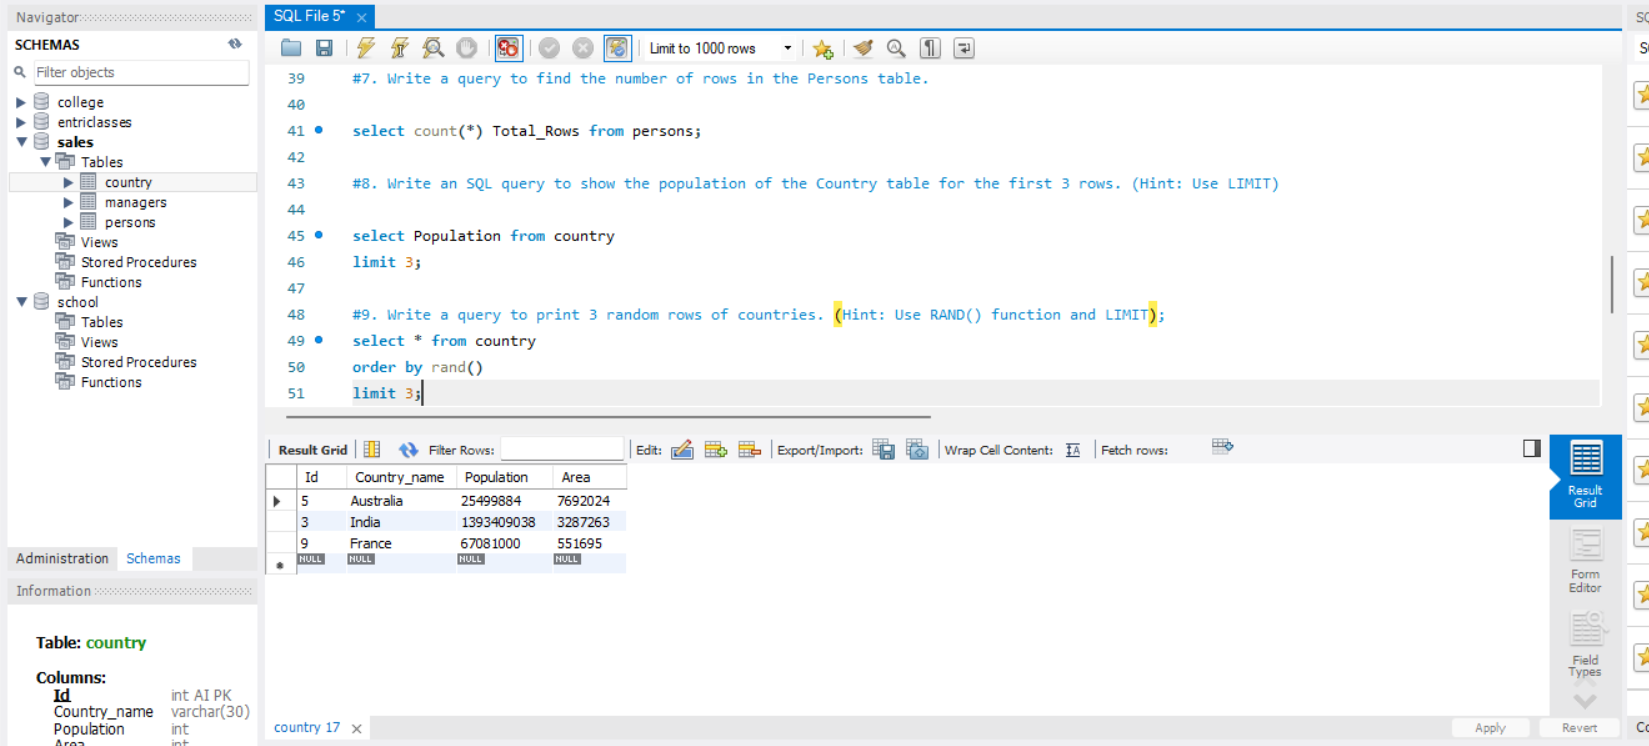 Navigator
SCHEMAS
Filter objects
college
entriclasses
sales
Tables
country
managers
persons
Views
Stored Procedures
Functions
school
Tables
Views
Stored Procedures
Functions
Administration Schemas
Information
Table: country
Columns:
Id int AI PK
Country_name varchar(30)
Population int
Area int
SQL File 5*
Limit to 1000 rows
39 #7. Write a query to find the number of rows in the Persons table.
40
41 select count(*) Total_Rows from persons;
42
43 #8. Write an SQL query to show the population of the Country table for the first 3 rows. (Hint: Use LIMIT)
44
45 select Population from country
46 limit 3;
47
48 #9. Write a query to print 3 random rows of countries. (Hint: Use RAND() function and LIMIT);
49 select * from country
50 order by rand()
51 limit 3;
Result Grid Filter Rows: Edit: Export/Import: Wrap Cell Content: Fetch rows:
Id Country_name Population Area
5 Australia 25499884 7692024
3 India 1393409038 3287263
9 France 67081000 551695
NULL NULL NULL NULL
Result
Grid
Form
Editor
Field
Types
country 17
Apply Revert